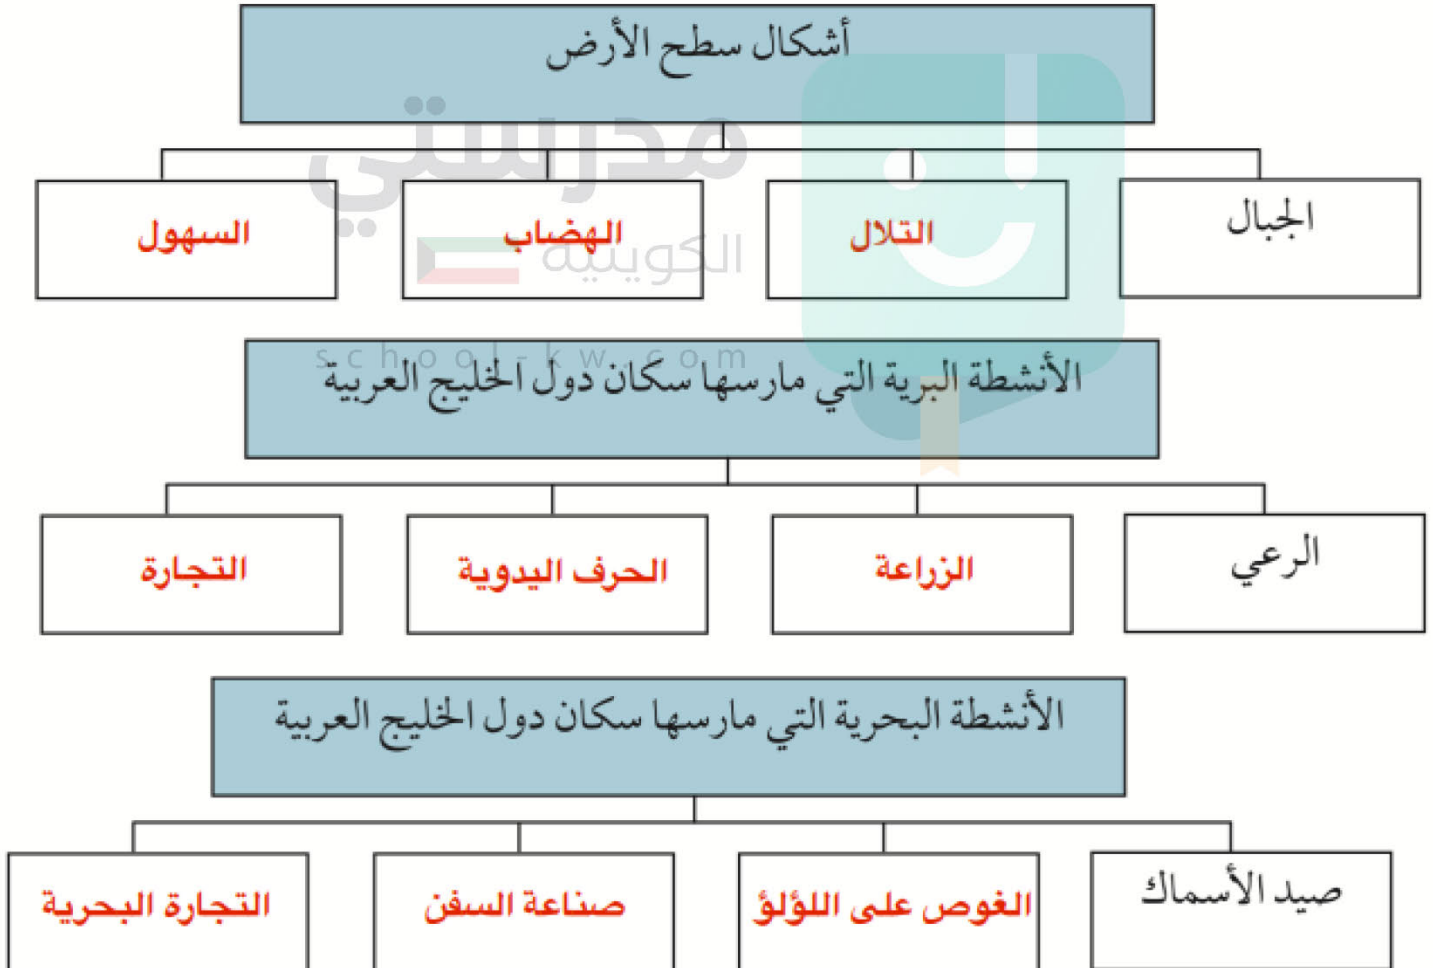 أشكال سطح الأرض
الجبال
التلال
الهضاب
السهول
مدرستي
الكويتية
school-kw.com
الأنشطة البرية التي مارسها سكان دول الخليج العربية
الرعي
الزراعة
الحرف اليدوية
التجارة
الأنشطة البحرية التي مارسها سكان دول الخليج العربية
صيد الأسماك
الغوص على اللؤلؤ
صناعة السفن
التجارة البحرية